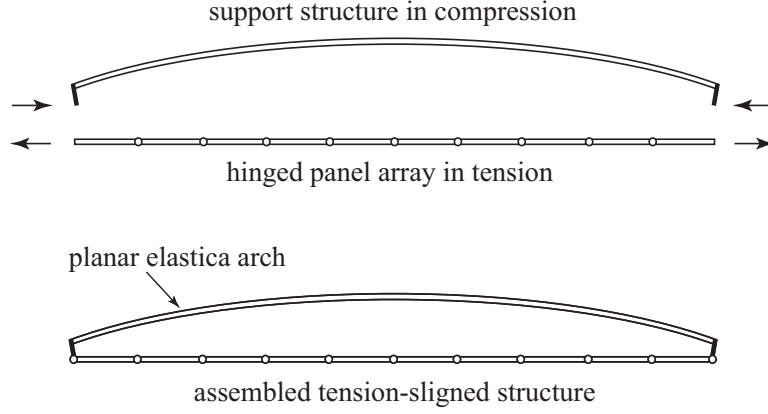 support structure in compression
hinged panel array in tension
planar elastica arch
assembled tension-sligned structure